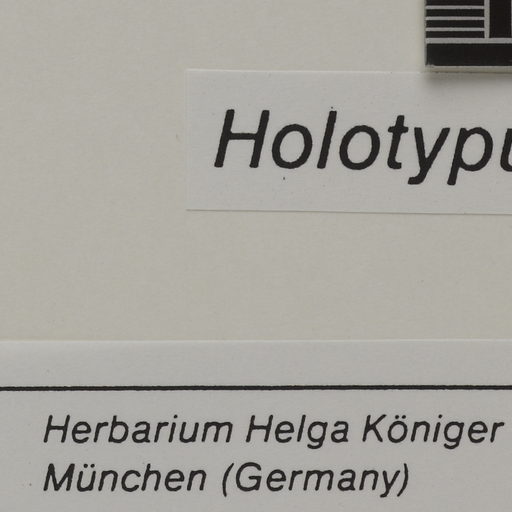 Holotypu
Herbarium Helga Königer
München (Germany)